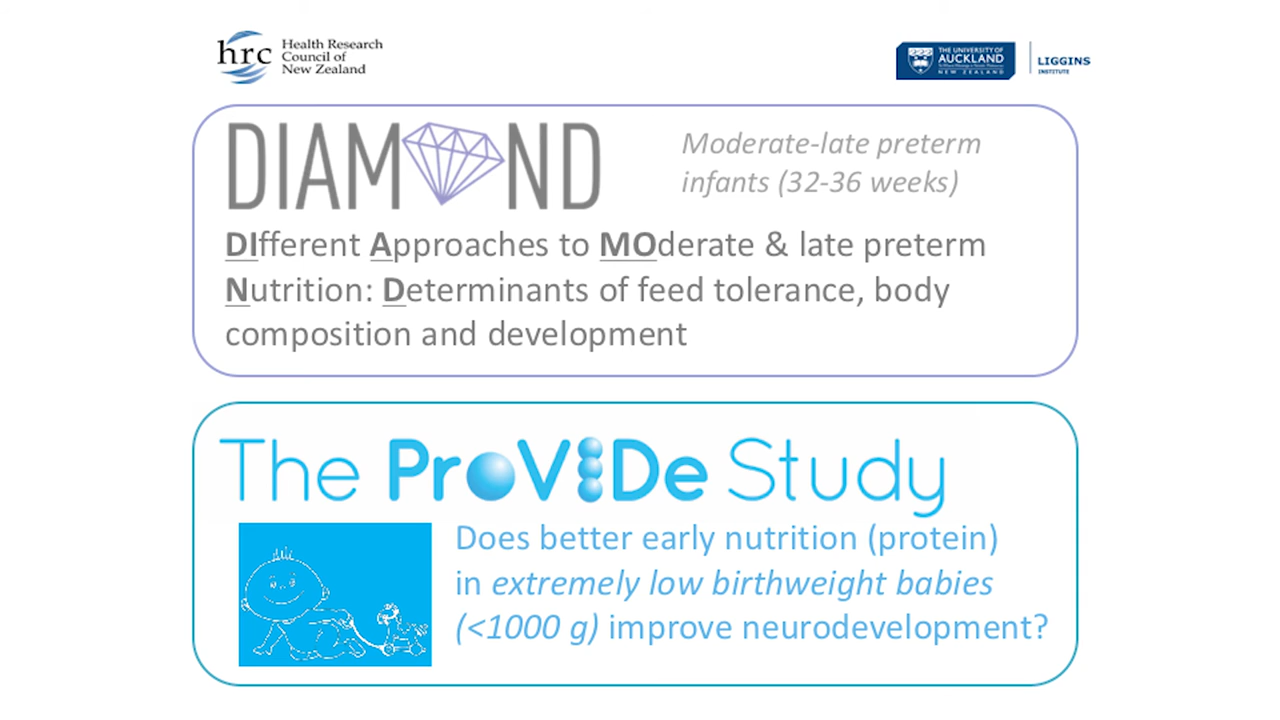 hrc Health Research
Council of
New Zealand
THE UNIVERSITY OF
AUCKLAND
NEW ZEALAND
LIGGINS
INSTITUTE
DIAMOND
Moderate-late preterm
infants (32-36 weeks)
DIfferent Approaches to MOderate & late preterm
Nutrition: Determinants of feed tolerance, body
composition and development
The ProVIDe Study
Does better early nutrition (protein)
in extremely low birthweight babies
(<1000 g) improve neurodevelopment?